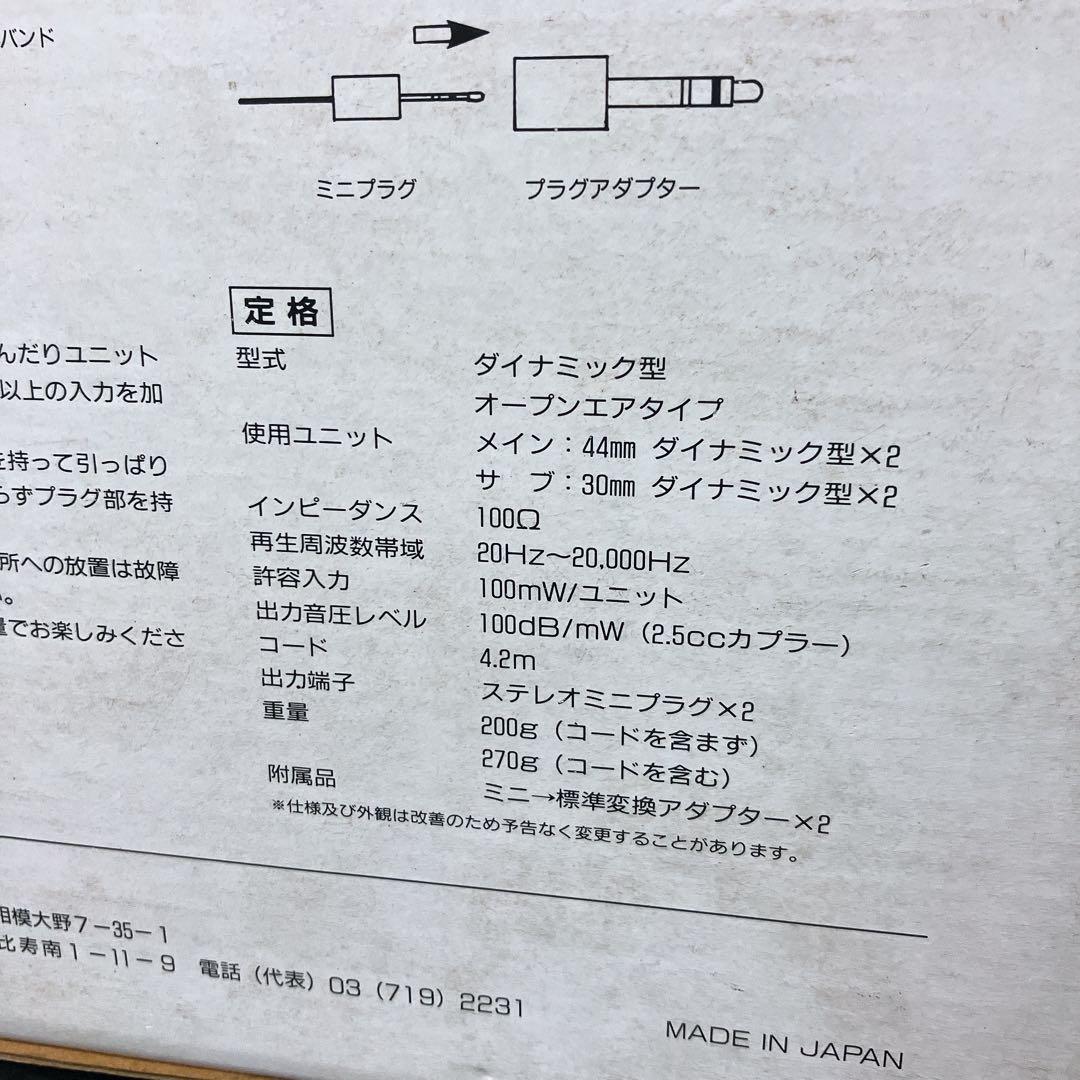 バンド
ミニプラグ
プラグアダプター
んだりユニット
以上の入力を加
を持って引っぱり
らずプラグ部を持
所への放置は故障
い。
量でお楽しみくださ
定格
型式 ダイナミック型
オープンエアタイプ
使用ユニット メイン：44mm ダイナミック型×2
サ ブ：30mm ダイナミック型×2
インピーダンス 100Ω
再生周波数帯域 20Hz〜20,000Hz
許容入力 100mW/ユニット
出力音圧レベル 100dB/mW（2.5ccカプラー）
コード 4.2m
出力端子 ステレオミニプラグ×2
重量 200g（コードを含まず）
270g（コードを含む）
附属品 ミニ→標準変換アダプター×2
※仕様及び外観は改善のため予告なく変更することがあります。
相模大野7-35-1
比寿南1-11-9 電話（代表）03（719）2231
MADE IN JAPAN